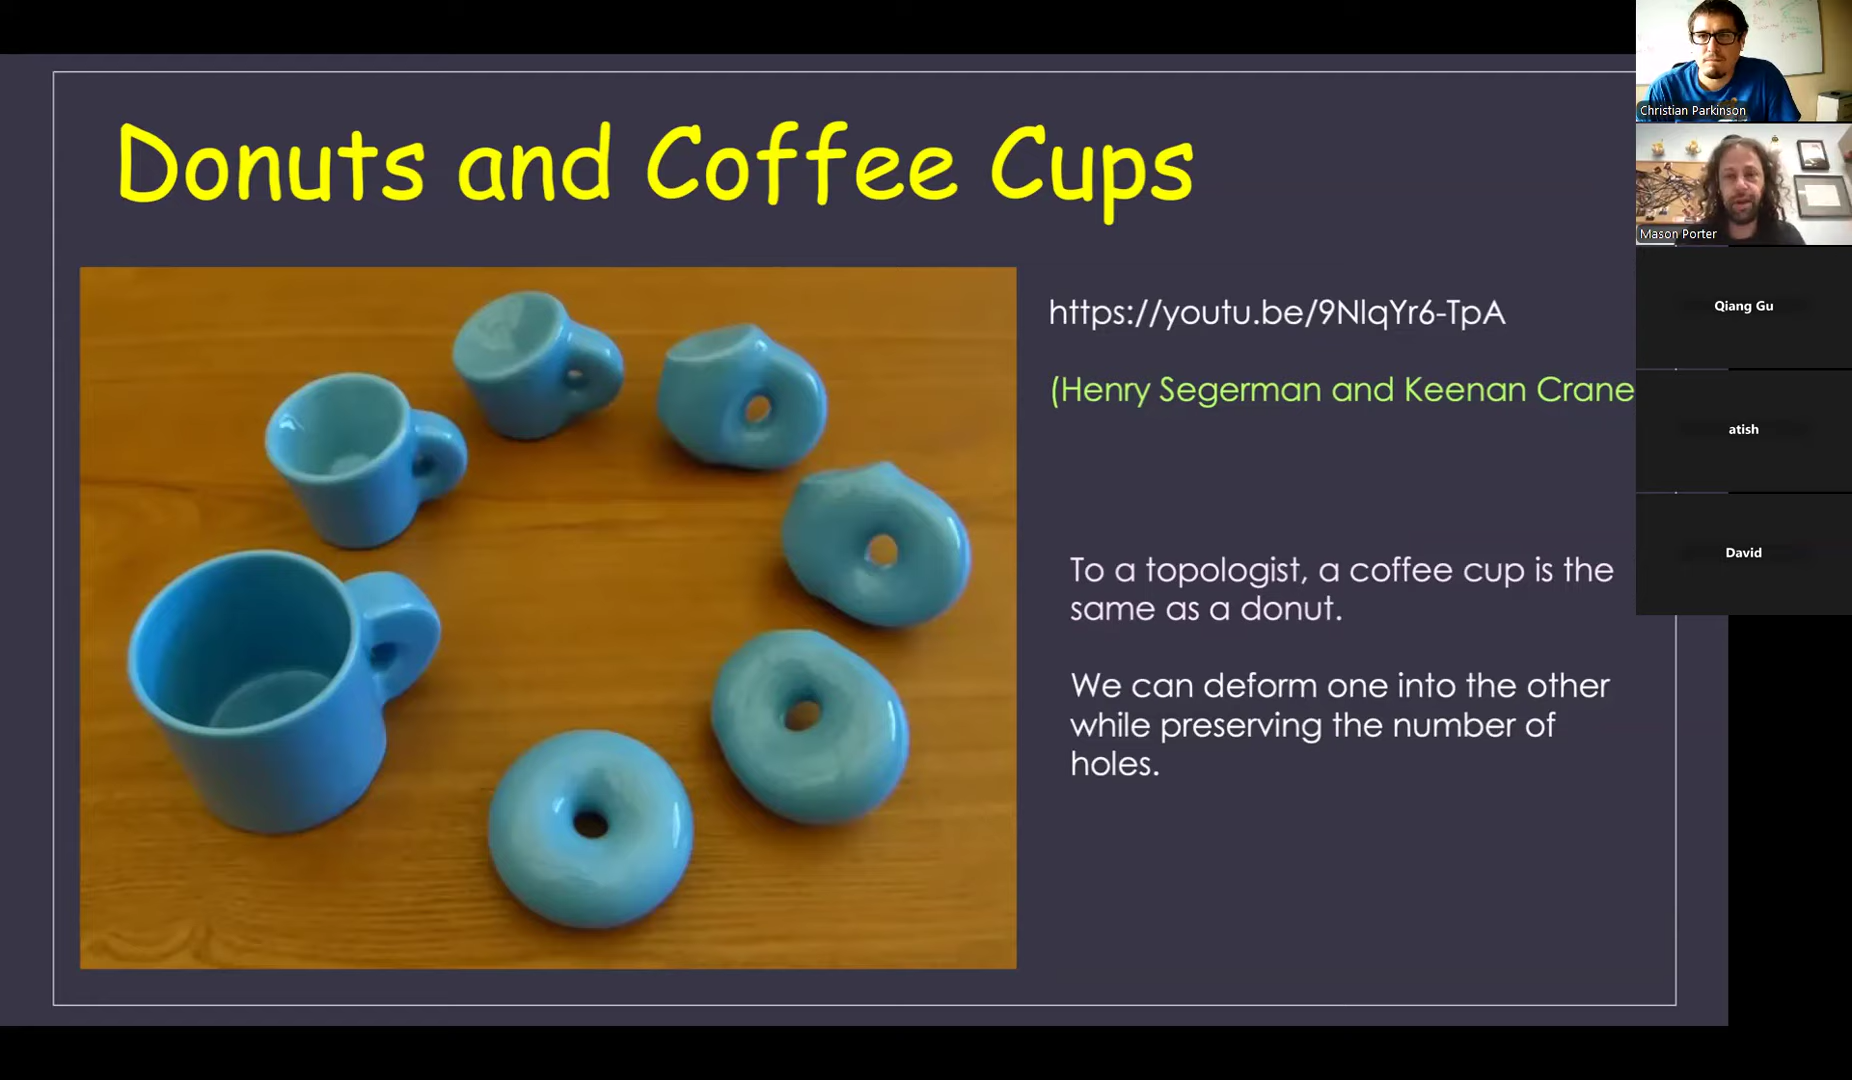 Donuts and Coffee Cups
https://youtu.be/9NlqYr6-TpA
(Henry Segerman and Keenan Crane
To a topologist, a coffee cup is the
same as a donut.
We can deform one into the other
while preserving the number of
holes.
Christian Parkinson
Mason Porter
Qiang Gu
atish
David